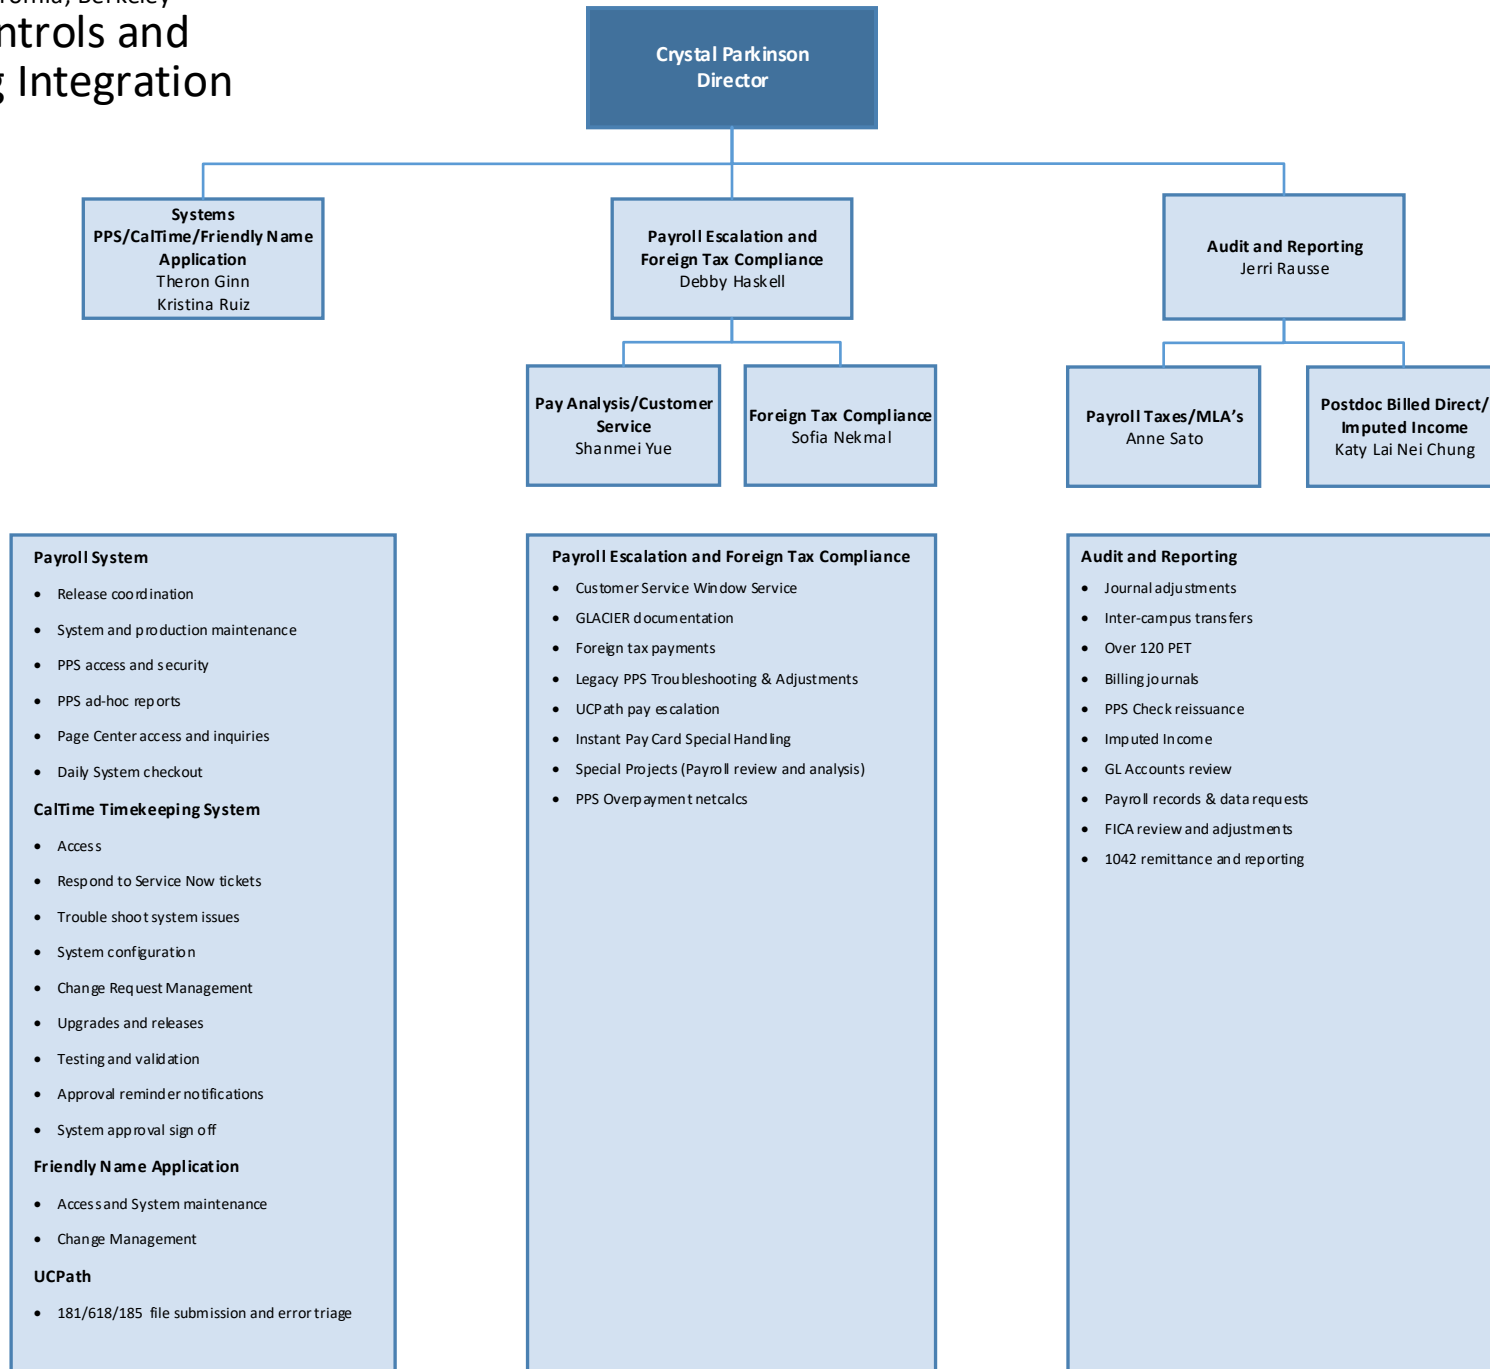 ntrols and
g Integration
Crystal Parkinson
Director
Systems
PPS/CalTime/Friendly Name
Application
Theron Ginn
Kristina Ruiz
Payroll Escalation and
Foreign Tax Compliance
Debby Haskell
Audit and Reporting
Jerri Rausse
Pay Analysis/Customer
Service
Shanmei Yue
Foreign Tax Compliance
Sofia Nekmal
Payroll Taxes/MLA's
Anne Sato
Postdoc Billed Direct/
Imputed Income
Katy Lai Nei Chung
Payroll System
• Release coordination
• System and production maintenance
• PPS access and security
• PPS ad-hoc reports
• Page Center access and inquiries
• Daily System checkout
CalTime Timekeeping System
• Access
• Respond to Service Now tickets
• Trouble shoot system issues
• System configuration
• Change Request Management
• Upgrades and releases
• Testing and validation
• Approval reminder notifications
• System approval sign off
Friendly Name Application
• Access and System maintenance
• Change Management
UCPath
• 181/618/185 file submission and error triage
Payroll Escalation and Foreign Tax Compliance
• Customer Service Window Service
• GLACIER documentation
• Foreign tax payments
• Legacy PPS Troubleshooting & Adjustments
• UCPath pay escalation
• Instant Pay Card Special Handling
• Special Projects (Payroll review and analysis)
• PPS Overpayment netcalcs
Audit and Reporting
• Journal adjustments
• Inter-campus transfers
• Over 120 PET
• Billing journals
• PPS Check reissuance
• Imputed Income
• GL Accounts review
• Payroll records & data requests
• FICA review and adjustments
• 1042 remittance and reporting